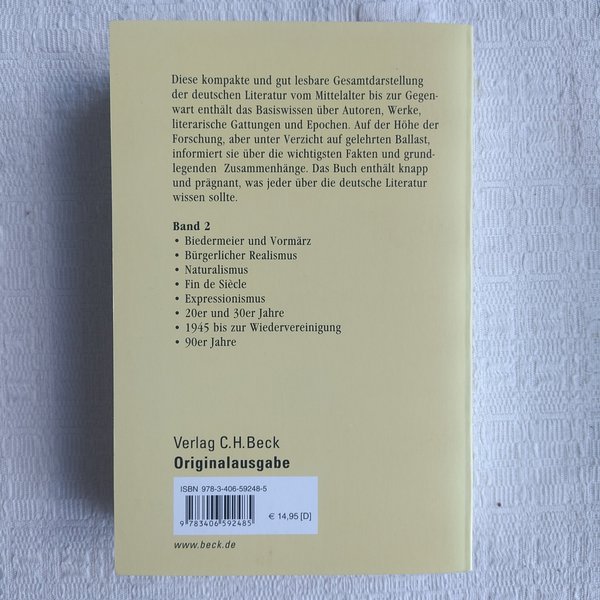 Diese kompakte und gut lesbare Gesamtdarstellung
der deutschen Literatur vom Mittelalter bis zur Gegen-
wart enthält das Basiswissen über Autoren, Werke,
literarische Gattungen und Epochen. Auf der Höhe der
Forschung, aber unter Verzicht auf gelehrten Ballast,
informiert sie über die wichtigsten Fakten und grund-
legenden Zusammenhänge. Das Buch enthält knapp
und prägnant, was jeder über die deutsche Literatur
wissen sollte.
Band 2
• Biedermeier und Vormärz
• Bürgerlicher Realismus
• Naturalismus
• Fin de Siècle
• Expressionismus
• 20er und 30er Jahre
• 1945 bis zur Wiedervereinigung
• 90er Jahre
Verlag C.H.Beck
Originalausgabe
ISBN 978-3-406-59248-5
€ 14,95 [D]
9 783406 592485
www.beck.de